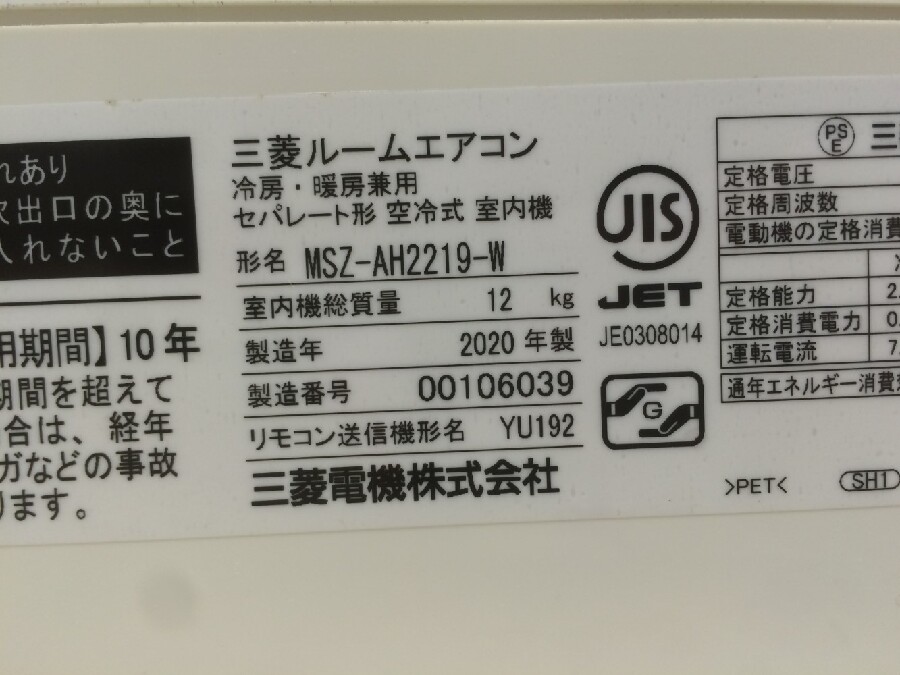 れあり
吹出口の奥に
入れないこと
用期間】10年
期間を超えて
合は、経年
ガなどの事故
ります。
三菱ルームエアコン
冷房・暖房兼用
セパレート形 空冷式 室内機
形名 MSZ-AH2219-W
室内機総質量 12 kg
製造年 2020 年製
製造番号 00106039
リモコン送信機形名 YU192
三菱電機株式会社
JIS
JET
JE0308014
G
PS
E
三
定格電圧
定格周波数
電動機の定格消費
定格能力 2.
定格消費電力 0.
運転電流 7.
通年エネルギー消費
>PET<
SH1